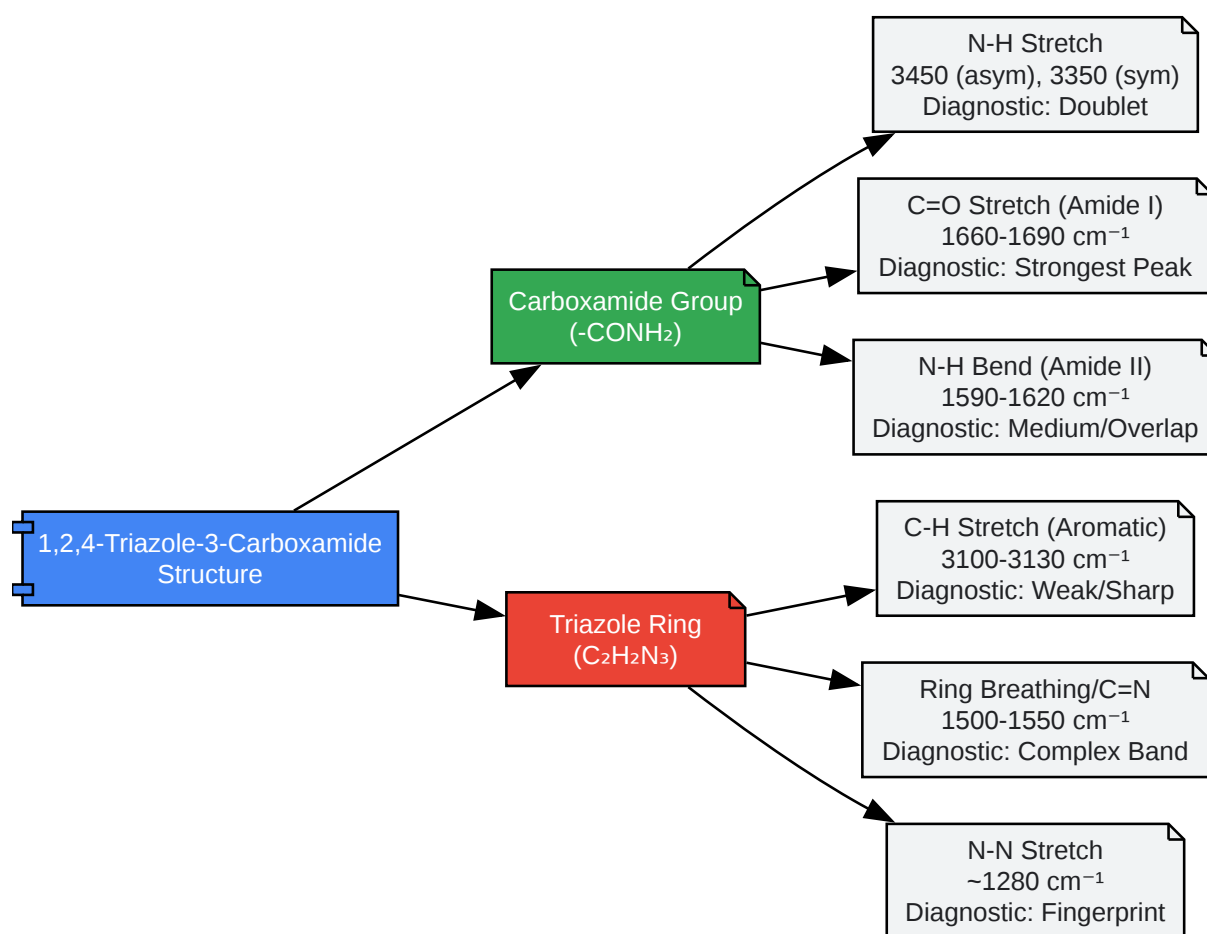 N-H Stretch
3450 (asym), 3350 (sym)
Diagnostic: Doublet
C=O Stretch (Amide I)
1660-1690 cm⁻¹
Diagnostic: Strongest Peak
Carboxamide Group
(-CONH₂)
N-H Bend (Amide II)
1590-1620 cm⁻¹
Diagnostic: Medium/Overlap
1,2,4-Triazole-3-Carboxamide
Structure
C-H Stretch (Aromatic)
3100-3130 cm⁻¹
Diagnostic: Weak/Sharp
Triazole Ring
(C₂H₂N₃)
Ring Breathing/C=N
1500-1550 cm⁻¹
Diagnostic: Complex Band
N-N Stretch
~1280 cm⁻¹
Diagnostic: Fingerprint